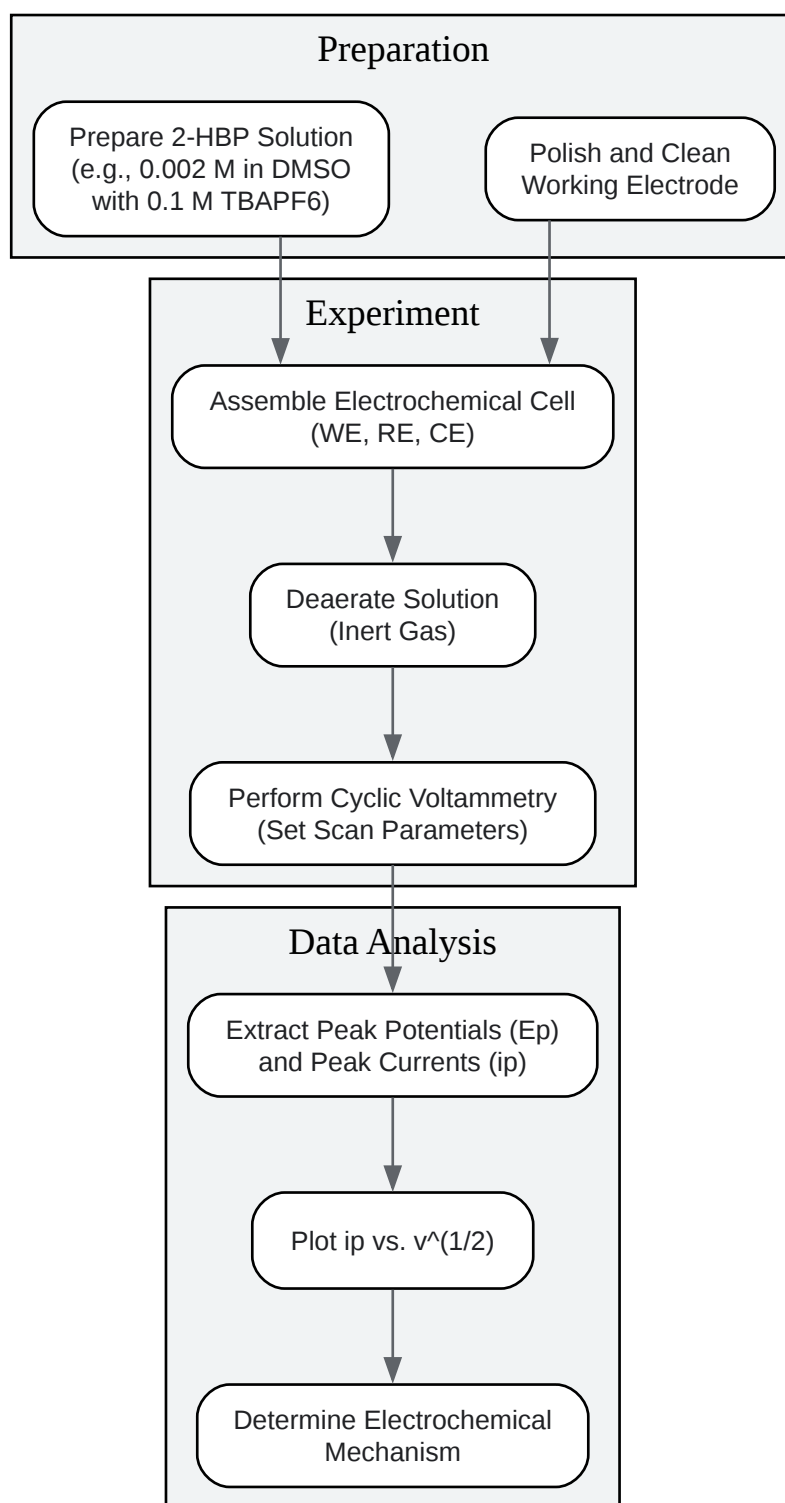 Preparation
Prepare 2-HBP Solution
(e.g., 0.002 M in DMSO
with 0.1 M TBAPF6)
Polish and Clean
Working Electrode
Experiment
Assemble Electrochemical Cell
(WE, RE, CE)
Deaerate Solution
(Inert Gas)
Perform Cyclic Voltammetry
(Set Scan Parameters)
Data Analysis
Extract Peak Potentials (Ep)
and Peak Currents (ip)
Plot ip vs. v^(1/2)
Determine Electrochemical
Mechanism